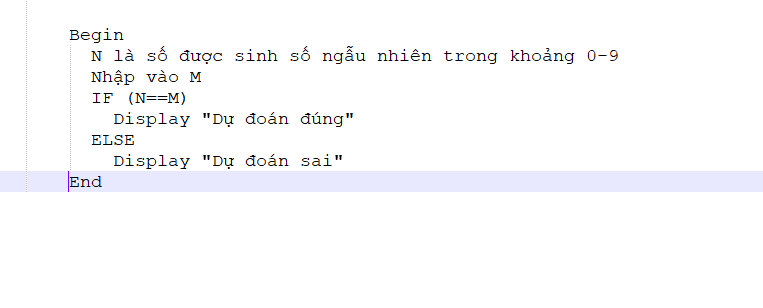 Begin
N là số được sinh số ngẫu nhiên trong khoảng 0-9
Nhập vào M
IF (N==M)
Display "Dự đoán đúng"
ELSE
Display "Dự đoán sai"
End